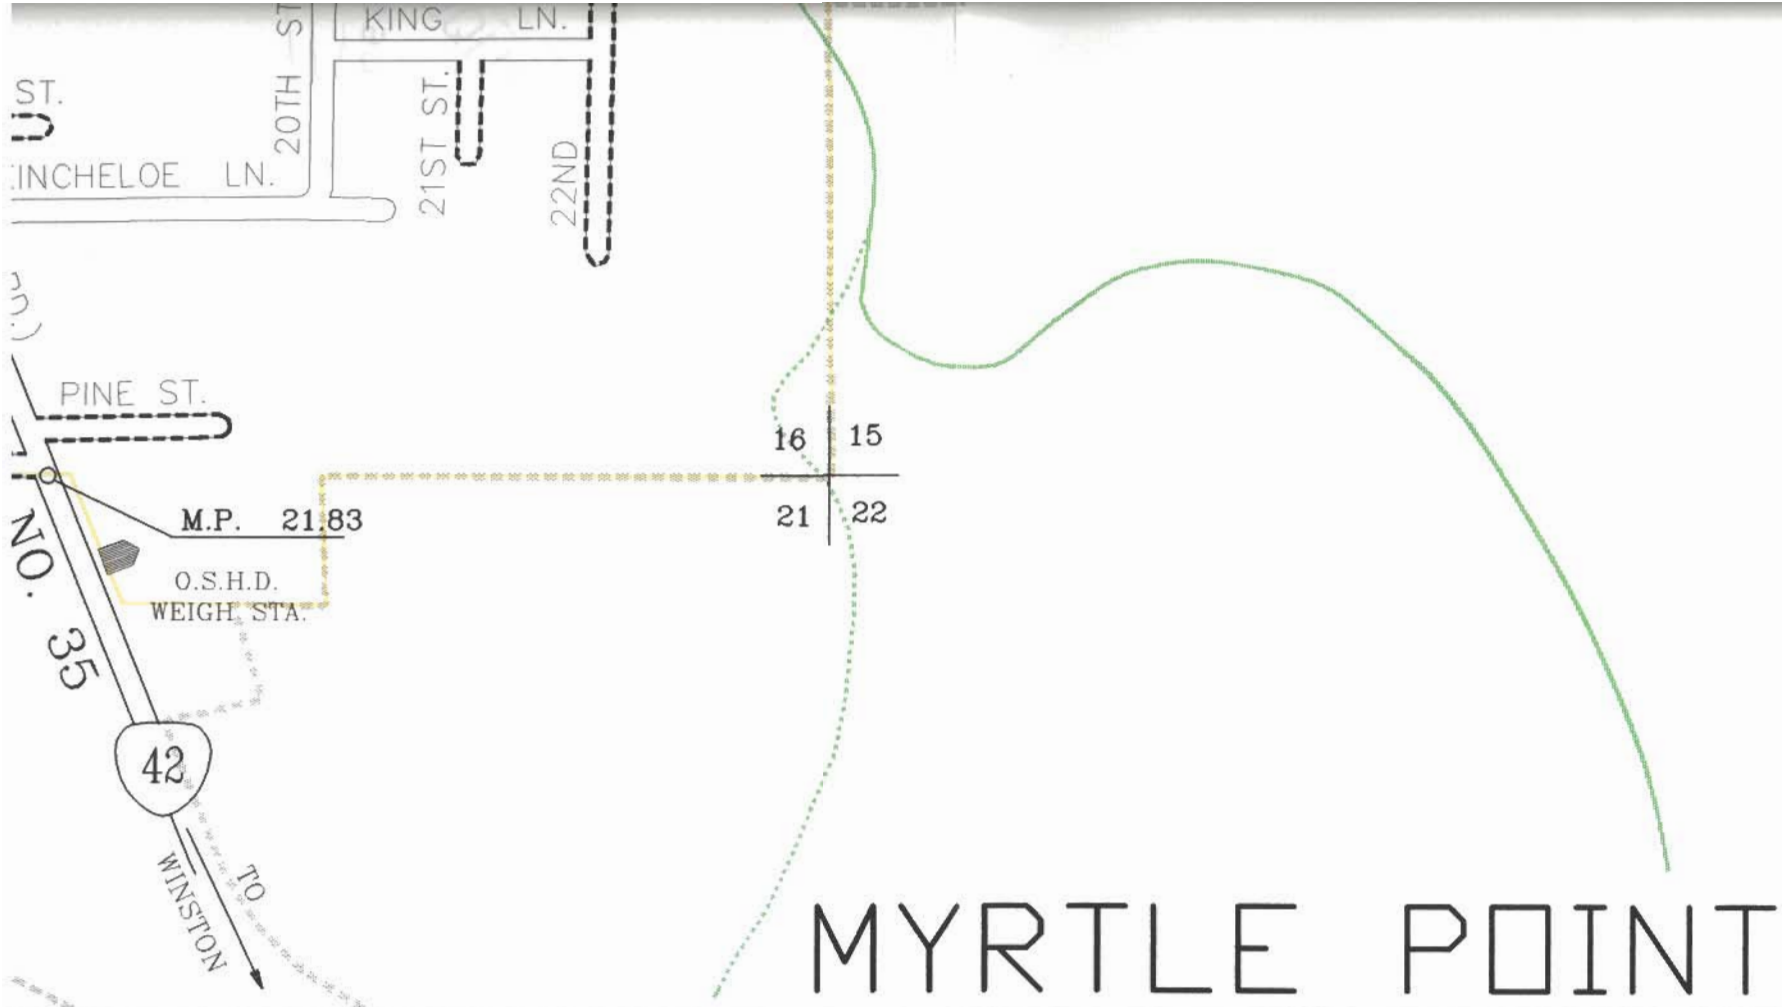 KING LN.
20TH ST
ST.
21ST ST.
22ND
INCHELOE LN.
PINE ST.
16 15
21 22
M.P. 21.83
O.S.H.D.
WEIGH. STA.
NO. 35
42
TO
WINSTON
MYRTLE POINT